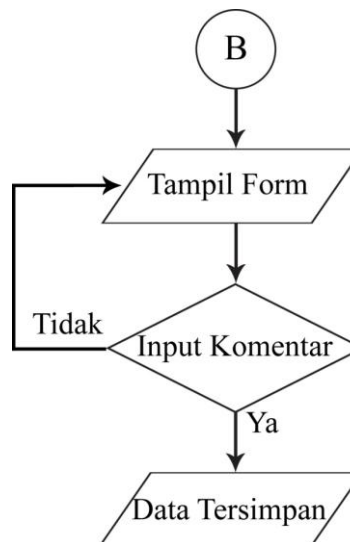 B
Tampil Form
Tidak
Input Komentar
Ya
Data Tersimpan